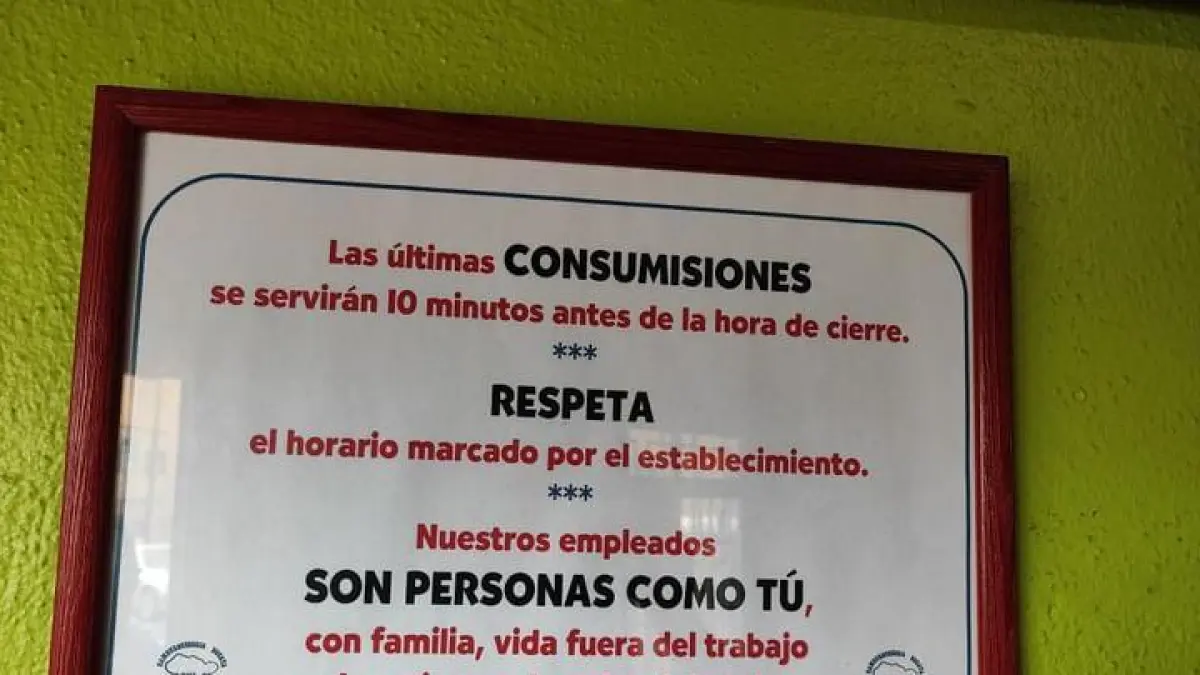 Las últimas CONSUMISIONES
se servirán 10 minutos antes de la hora de cierre.
***
RESPETA
el horario marcado por el establecimiento.
***
Nuestros empleados
SON PERSONAS COMO TÚ,
con familia, vida fuera del trabajo